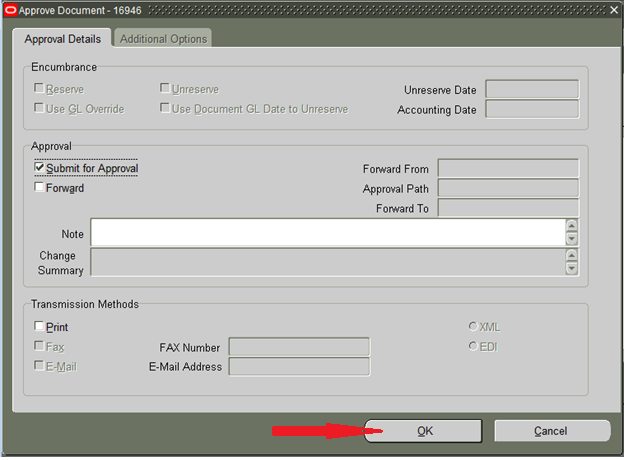 Approve Document - 16946
Approval Details Additional Options
Encumbrance
Reserve Unreserve Unreserve Date
Use GL Override Use Document GL Date to Unreserve Accounting Date
Approval
Submit for Approval Forward From
Forward Approval Path
Forward To
Note
Change
Summary
Transmission Methods
Print XML
Fax FAX Number EDI
E-Mail E-Mail Address
OK Cancel